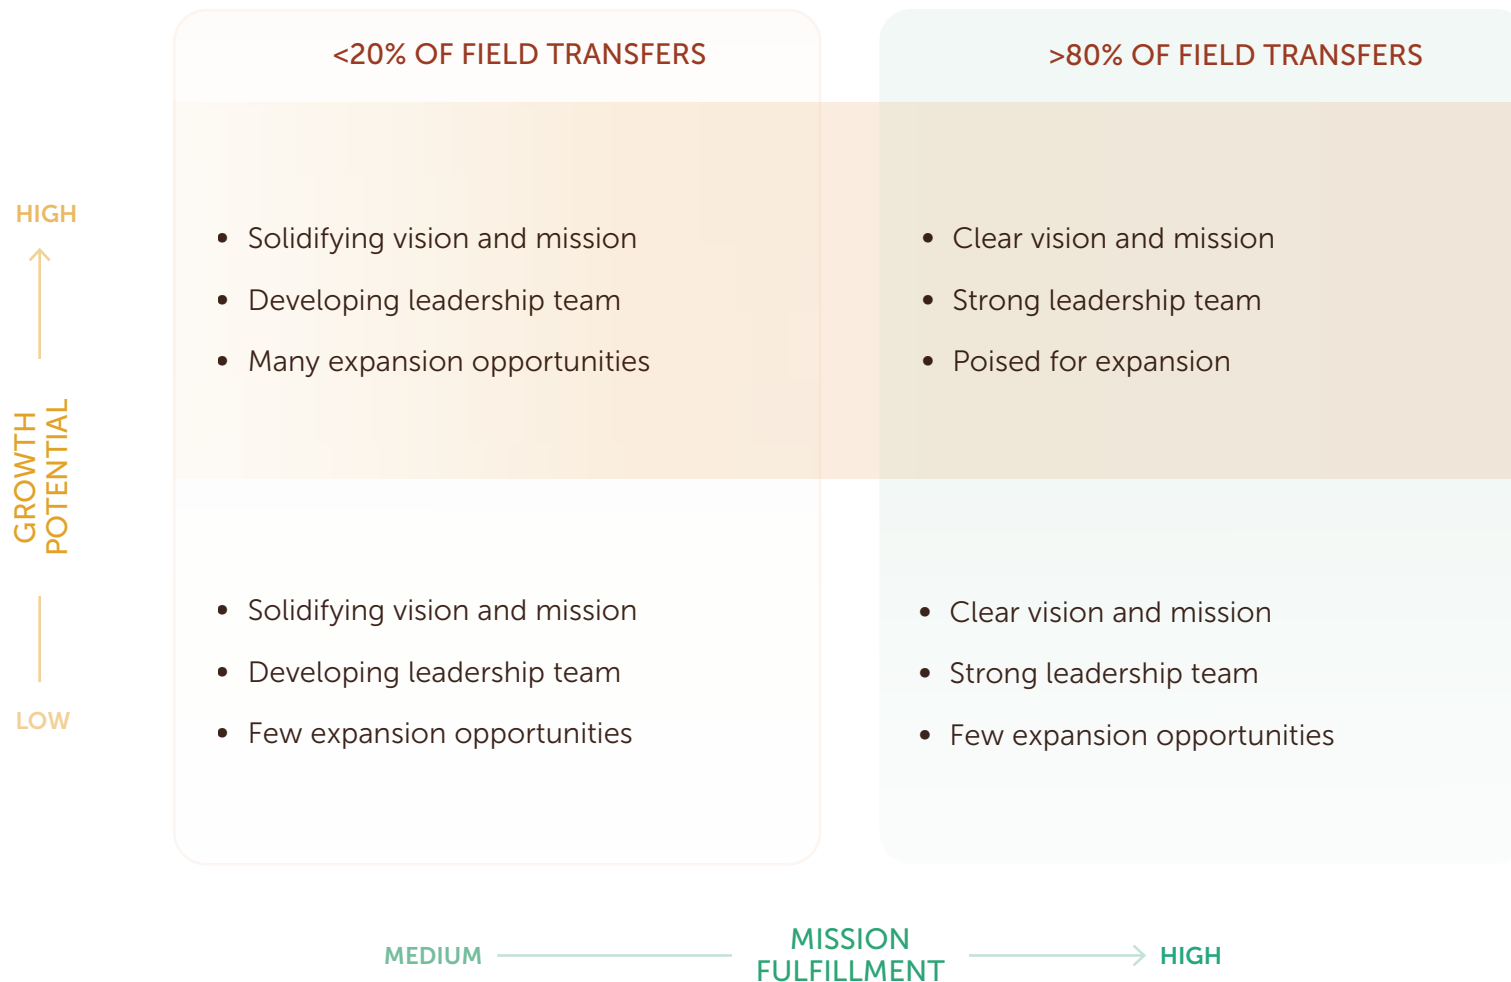 <20% OF FIELD TRANSFERS
>80% OF FIELD TRANSFERS
HIGH
GROWTH
POTENTIAL
LOW
• Solidifying vision and mission
• Developing leadership team
• Many expansion opportunities
• Clear vision and mission
• Strong leadership team
• Poised for expansion
• Solidifying vision and mission
• Developing leadership team
• Few expansion opportunities
• Clear vision and mission
• Strong leadership team
• Few expansion opportunities
MEDIUM
MISSION
FULFILLMENT
HIGH